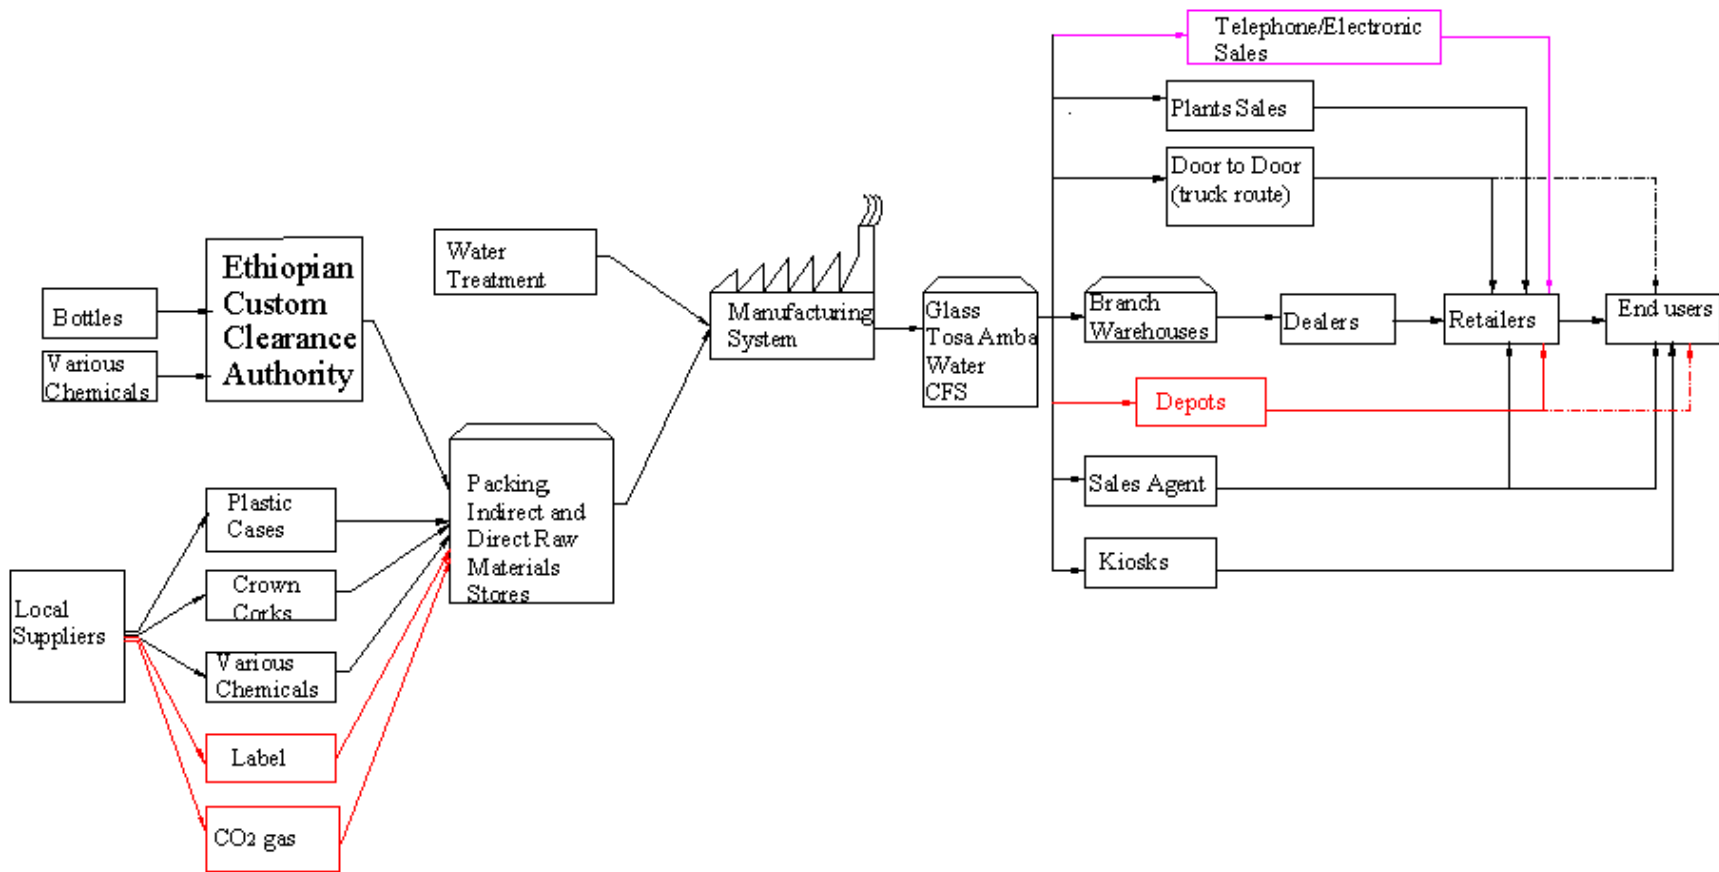 Telephone/Electronic
Sales
Plants Sales
Door to Door
(truck route)
Water
Treatment
Ethiopian
Custom
Clearance
Authority
Bottles
Various
Chemicals
Manufacturing
System
Glass
Tosa Amba
Water
CFS
Branch
Warehouses
Dealers
Retailers
End users
Depots
Packing,
Indirect and
Direct Raw
Materials
Stores
Sales Agent
Kiosks
Plastic
Cases
Crown
Corks
Local
Suppliers
Various
Chemicals
Label
CO2 gas